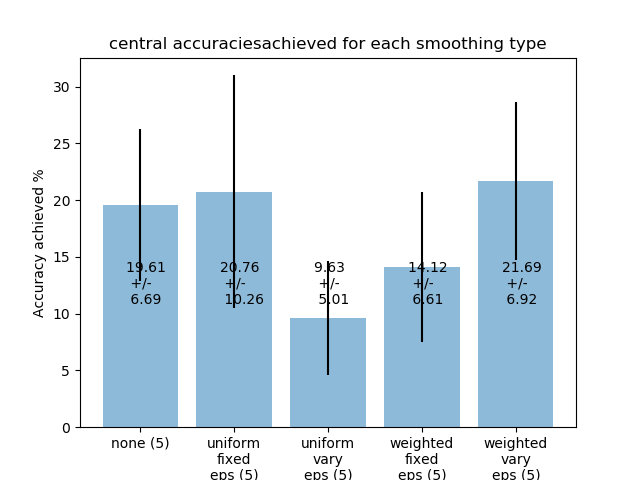 central accuraciesachieved for each smoothing type
Accuracy achieved %
30
25
20
15
10
5
0
19.61
+/-
6.69
20.76
+/-
10.26
9.63
+/-
5.01
14.12
+/-
6.61
21.69
+/-
6.92
none (5)
uniform
fixed
eps (5)
uniform
vary
eps (5)
weighted
fixed
eps (5)
weighted
vary
eps (5)